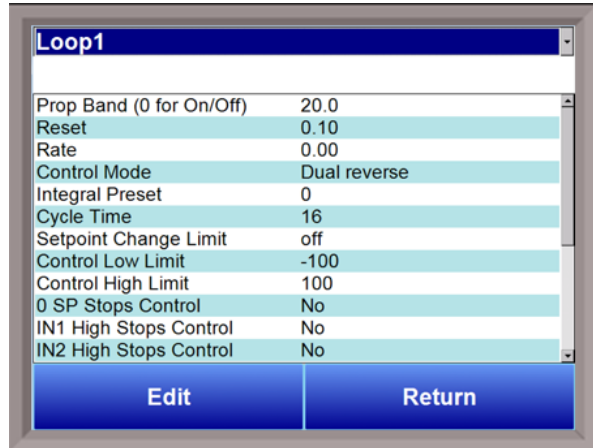 Loop1
Prop Band (0 for On/Off) 20.0
Reset 0.10
Rate 0.00
Control Mode Dual reverse
Integral Preset 0
Cycle Time 16
Setpoint Change Limit off
Control Low Limit -100
Control High Limit 100
0 SP Stops Control No
IN1 High Stops Control No
IN2 High Stops Control No
Edit Return